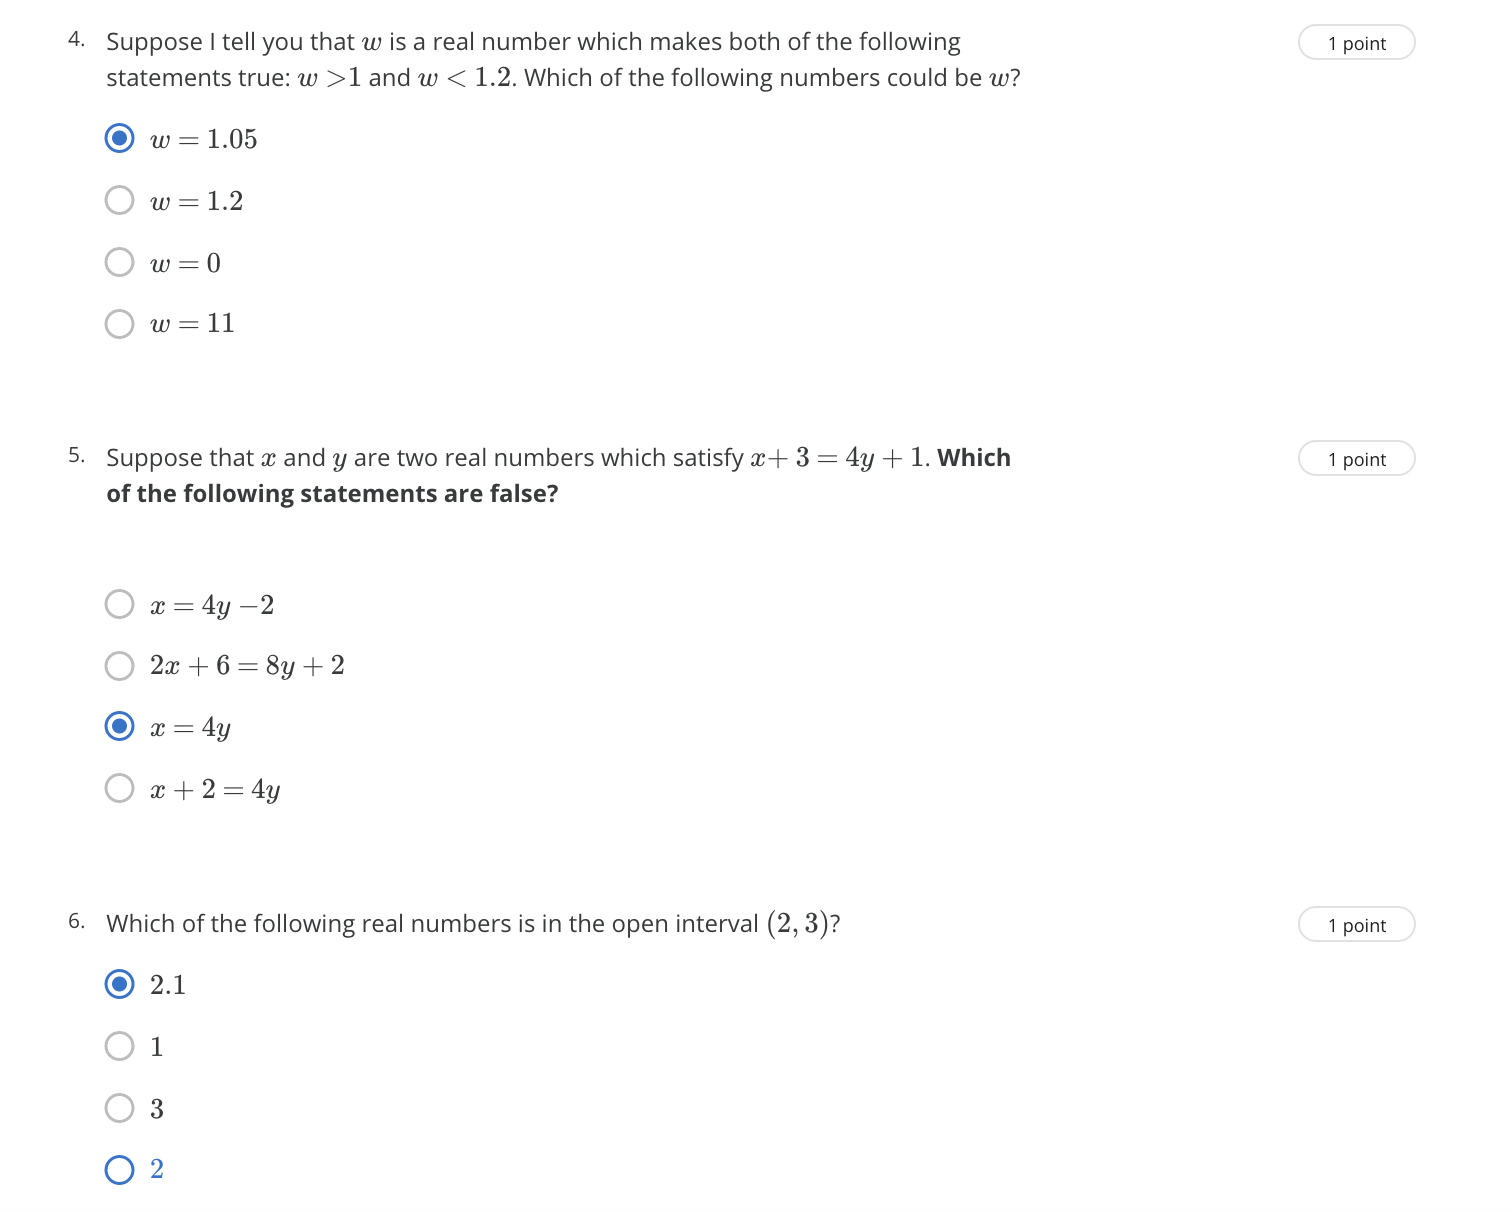 4. Suppose I tell you that w is a real number which makes both of the following 1 point
statements true: w >1 and w < 1.2. Which of the following numbers could be w?
w = 1.05
w = 1.2
w = 0
w = 11
5. Suppose that x and y are two real numbers which satisfy x+ 3 = 4y + 1. Which 1 point
of the following statements are false?
x = 4y −2
2x + 6 = 8y + 2
x = 4y
x + 2 = 4y
6. Which of the following real numbers is in the open interval (2, 3)? 1 point
2.1
1
3
2